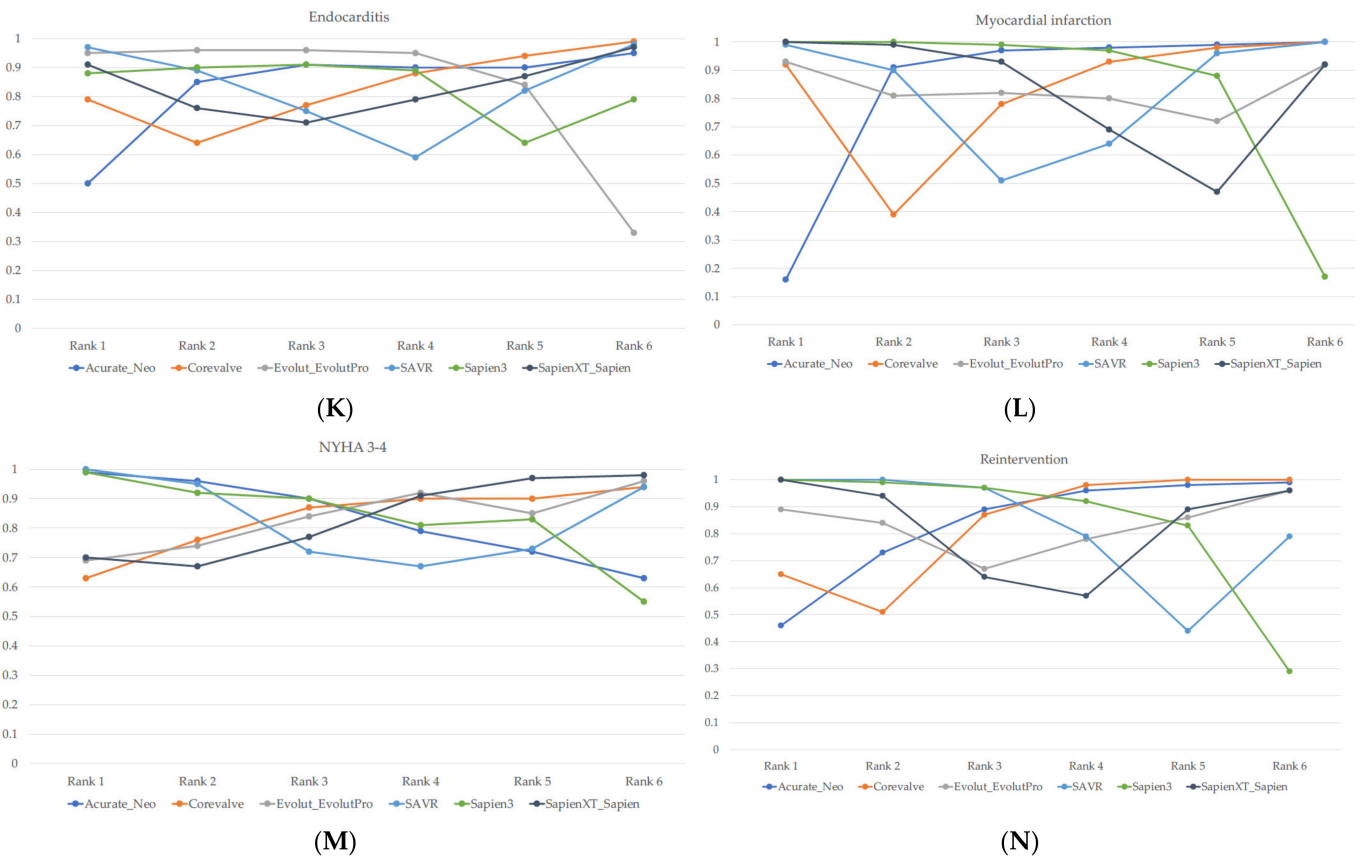 Endocarditis
1
0.9
0.8
0.7
0.6
0.5
0.4
0.3
0.2
0.1
0
Rank 1 Rank 2 Rank 3 Rank 4 Rank 5 Rank 6
Acurate_Neo Corevalve Evolut_EvolutPro SAVR Sapien3 SapienXT_Sapien
(K)
Myocardial infarction
1
0.9
0.8
0.7
0.6
0.5
0.4
0.3
0.2
0.1
0
Rank 1 Rank 2 Rank 3 Rank 4 Rank 5 Rank 6
Acurate_Neo Corevalve Evolut_EvolutPro SAVR Sapien3 SapienXT_Sapien
(L)
NYHA 3-4
1
0.9
0.8
0.7
0.6
0.5
0.4
0.3
0.2
0.1
0
Rank 1 Rank 2 Rank 3 Rank 4 Rank 5 Rank 6
Acurate_Neo Corevalve Evolut_EvolutPro SAVR Sapien3 SapienXT_Sapien
(M)
Reintervention
1
0.9
0.8
0.7
0.6
0.5
0.4
0.3
0.2
0.1
0
Rank 1 Rank 2 Rank 3 Rank 4 Rank 5 Rank 6
Acurate_Neo Corevalve Evolut_EvolutPro SAVR Sapien3 SapienXT_Sapien
(N)